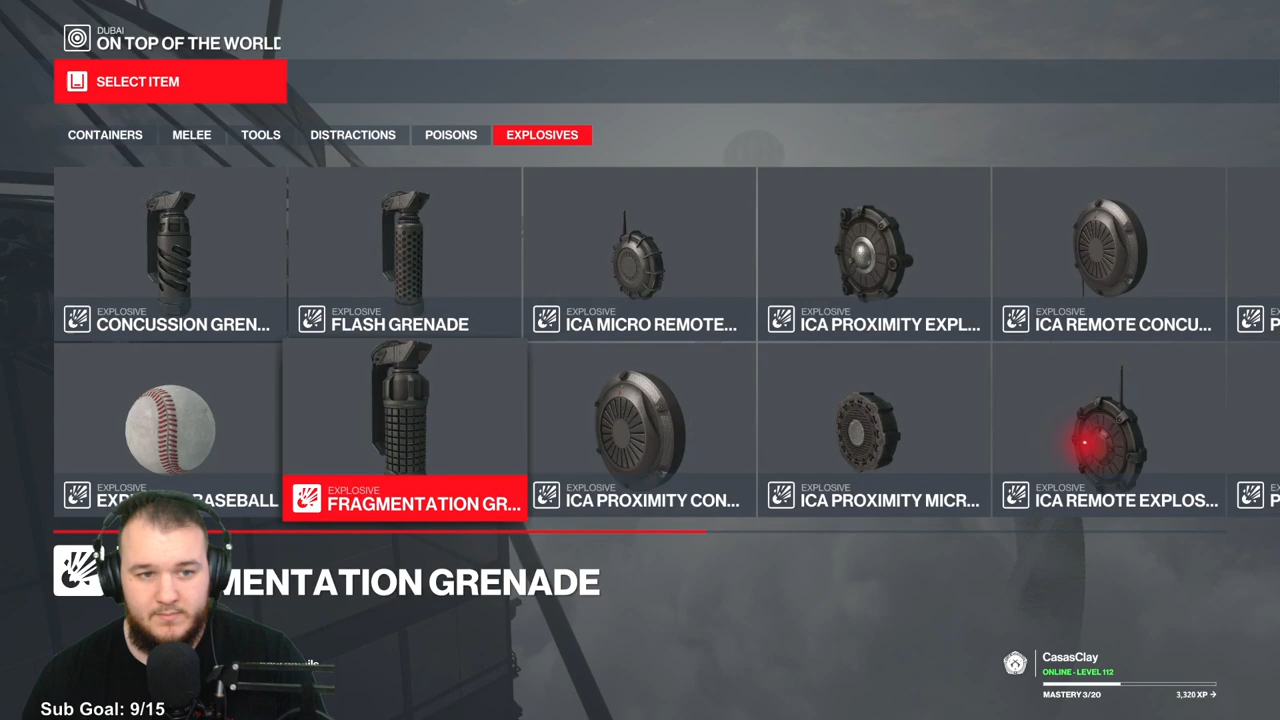 DUBAI
ON TOP OF THE WORLD
SELECT ITEM
CONTAINERS MELEE TOOLS DISTRACTIONS POISONS EXPLOSIVES
EXPLOSIVE EXPLOSIVE EXPLOSIVE EXPLOSIVE EXPLOSIVE
CONCUSSION GREN... FLASH GRENADE ICA MICRO REMOTE... ICA PROXIMITY EXPL... ICA REMOTE CONCU...
EXPLOSIVE EXPLOSIVE EXPLOSIVE EXPLOSIVE EXPLOSIVE
BASEBALL FRAGMENTATION GR... ICA PROXIMITY CON... ICA PROXIMITY MICR... ICA REMOTE EXPLOS...
MENTATION GRENADE
CasasClay
ONLINE - LEVEL 112
MASTERY 3/20 3,320 XP →
Sub Goal: 9/15